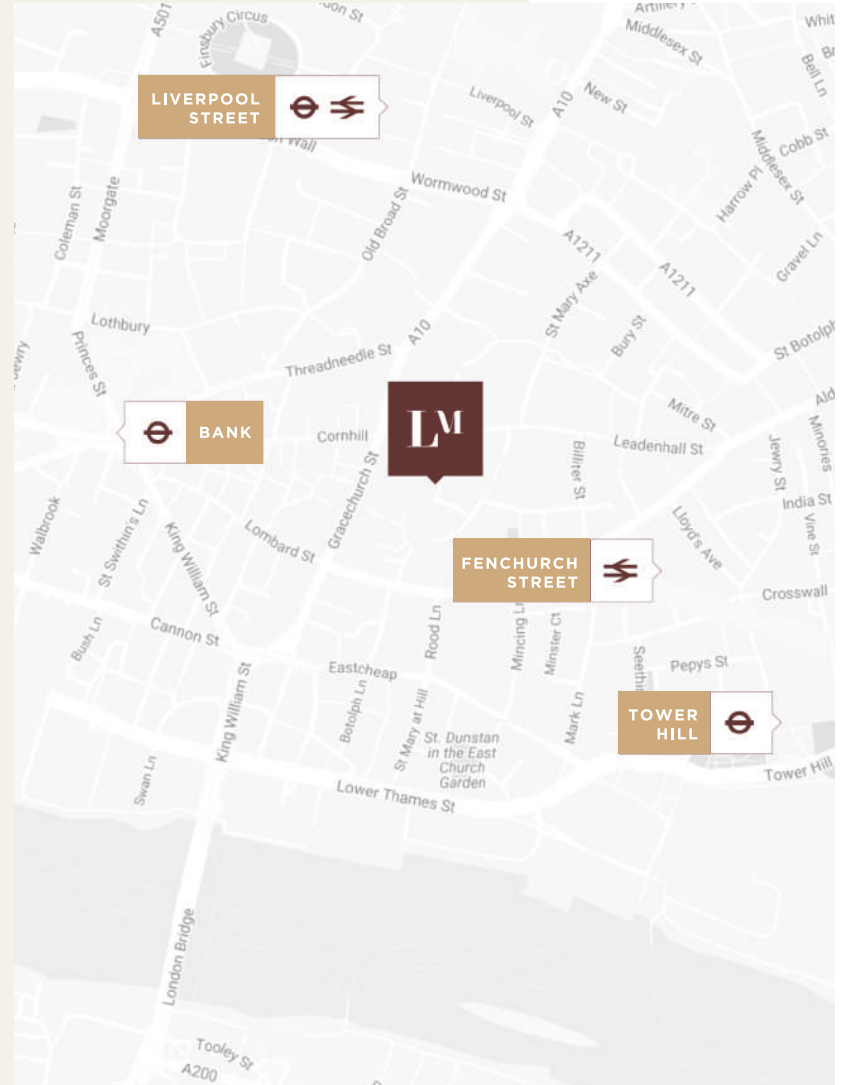 A501
Finsbury Circus
Artillery
Middlesex St
Whit
Bell Ln
LIVERPOOL
STREET
Liverpool St
A10
New St
Wall
Cobb St
Middlesex St
Harrow Pl
Wormwood St
Coleman St
Moorgate
Old Broad St
A1211
A1211
Gravel Ln
St Mary Axe
Bury St
St Botolph
Lothbury
Princes St
A10
Threadneedle St
Mitre St
BANK
Cornhill
LM
Leadenhall St
Gracechurch St
Billiter St
Jewry St
Minories
India St
Vine St
Lloyd's Ave
Walbrook
St Swithin's Ln
King William St
Lombard St
FENCHURCH
STREET
Crosswall
Bush Ln
Cannon St
Rood Ln
Mincing Ln
Minster Ct
Pepys St
Eastcheap
King William St
Botolph Ln
St Mary at Hill
Mark Ln
TOWER
HILL
St. Dunstan
in the East
Church
Garden
Swan Ln
Lower Thames St
Tower Hill
London Bridge
Tooley St
A200